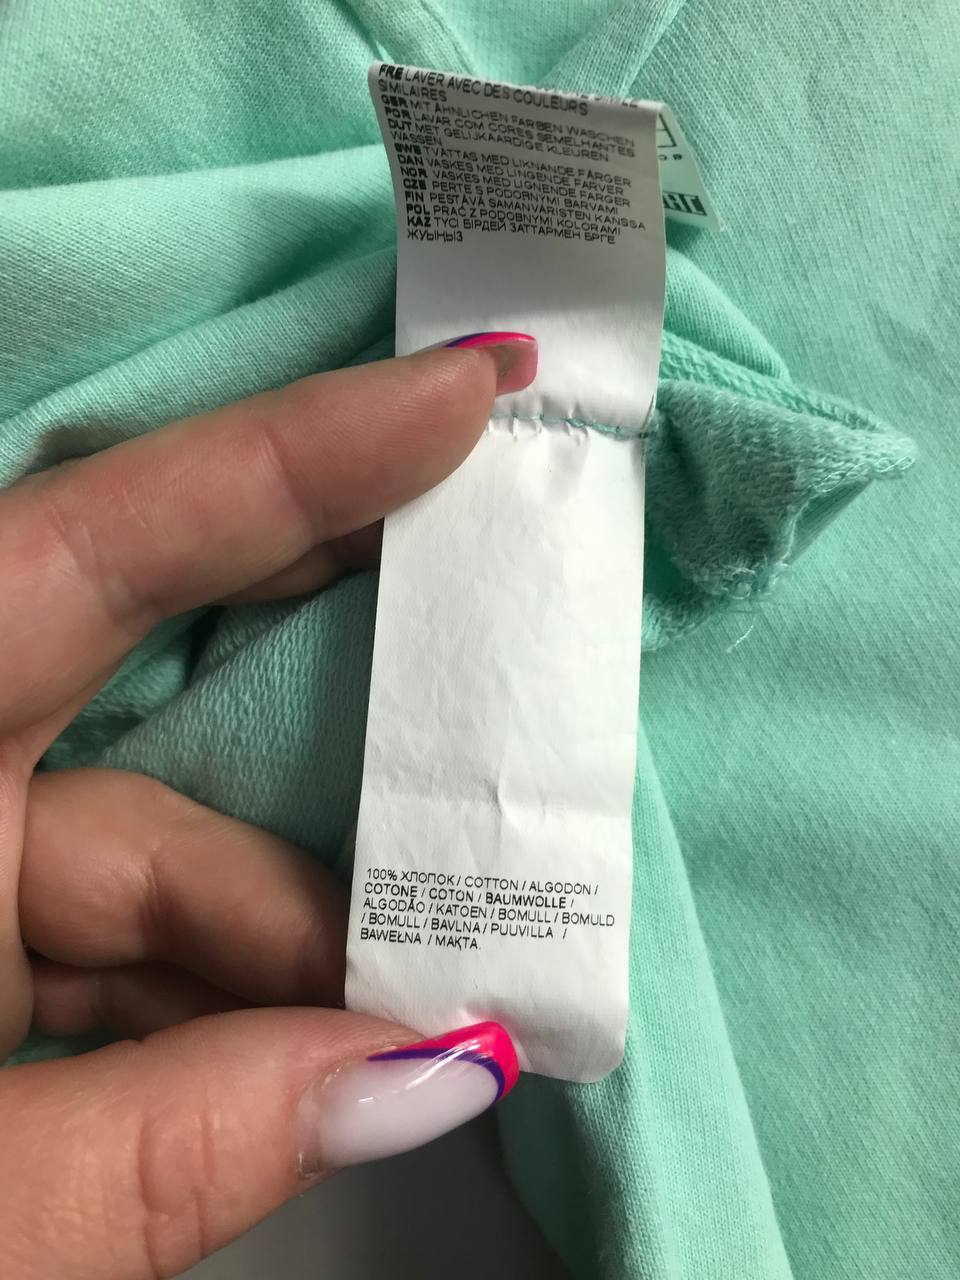 FRE LAVER AVEC DES COULEURS
SIMILAIRES
GER MIT ÄHNLICHEN FARBEN WASCHEN
POR LAVAR COM CORES SEMELHANTES
DUT MET GELIJKAARDIGE KLEUREN
WASSEN
SWE TVÄTTAS MED LIKNANDE FÄRGER
DAN VASKES MED LINGENDE FARVER
NOR VASKES MED LIGNENDE FARGER
CZE PERTE S PODORNYMI BARVAMI
FIN PESTÄVÄ SAMANVÄRISTEN KANSSA
POL PRAĆ Z PODOBNYMI KOLORAMI
KAZ ТҮСІ БІРДЕЙ ЗАТТАРМЕН БРГЕ
ЖУЫҢЫЗ
100% ХЛОПОК / COTTON / ALGODÓN /
COTONE / COTON / BAUMWOLLE /
ALGODÃO / KATOEN / BOMULL / BOMULD
/ BOMULL / BAVLNA / PUUVILLA /
BAWEŁNA / МАҚТА.